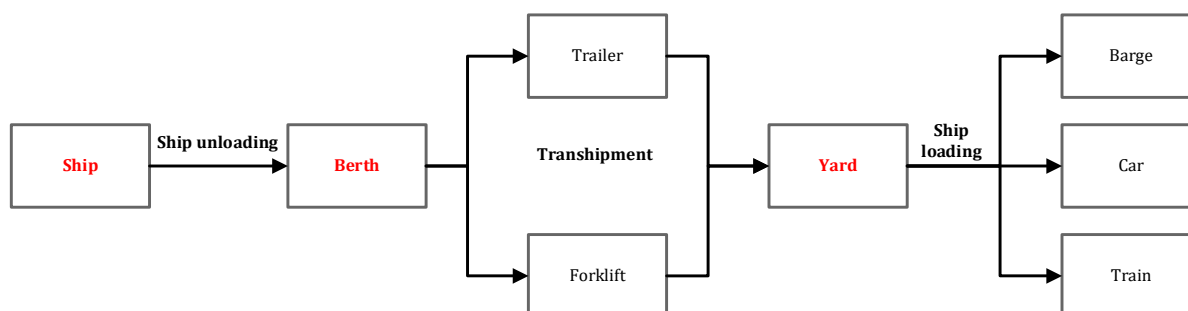 Ship
Ship unloading
Berth
Trailer
Transhipment
Forklift
Yard
Ship
loading
Barge
Car
Train